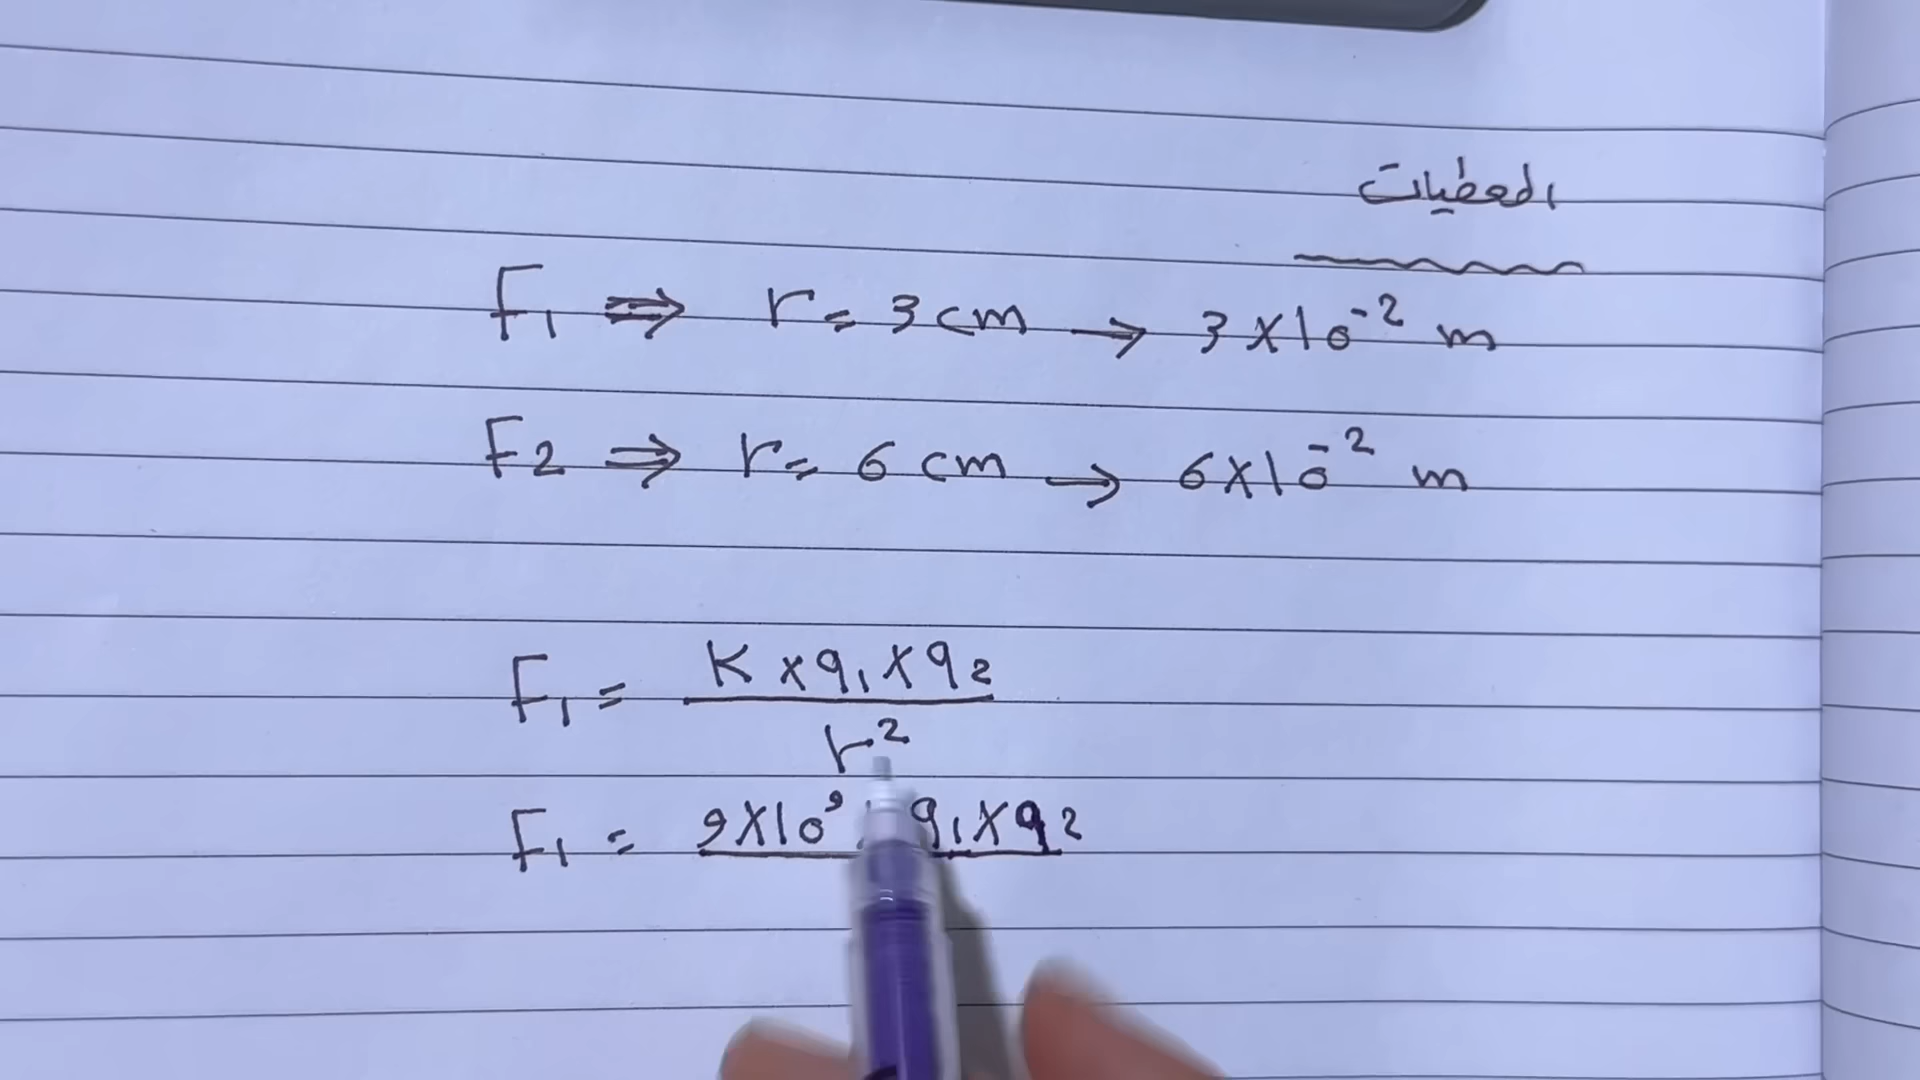 المعطيات
F1 ⇒ r = 3 cm → 3 x 10⁻² m
F2 ⇒ r = 6 cm → 6 x 10⁻² m
F1 = K x q1 x q2
r²
F1 = 9 x 10⁹ q1 x q2